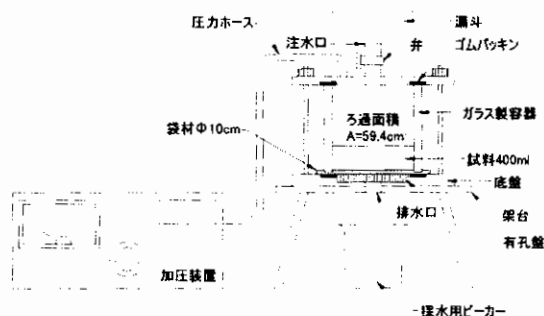 圧力ホース
漏斗
注水口
弁
ゴムパッキン
ろ過面積
A=59.4cm
ガラス製容器
袋材Φ10cm
試料400ml
底盤
排水口
架台
有孔盤
加圧装置
採水用ビーカー